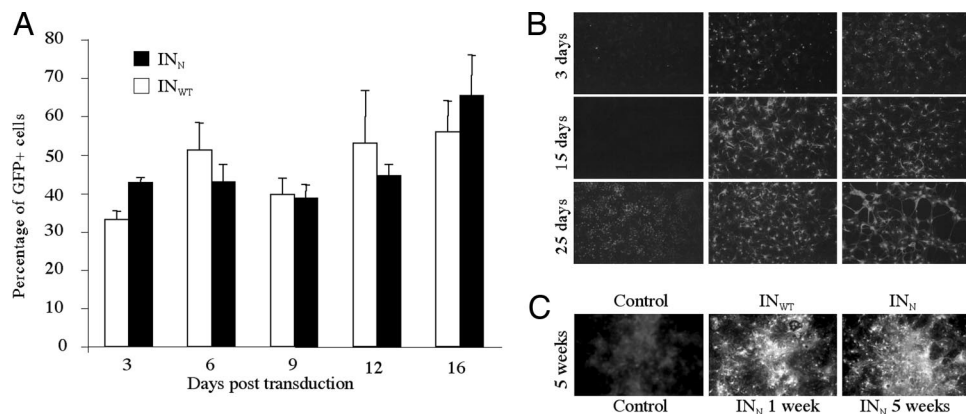 A
80
70
60
50
40
30
20
10
0
Percentage of GFP+ cells
IN_N
IN_WT
3 6 9 12 16
Days post transduction
B
3 days
15 days
25 days
C
Control IN_WT IN_N
5 weeks
Control IN_N 1 week IN_N 5 weeks